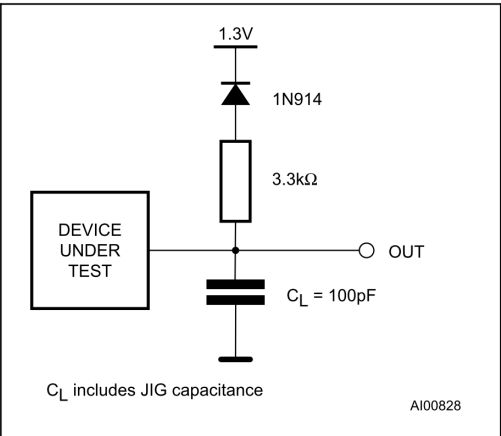 1.3V
1N914
3.3kΩ
DEVICE
UNDER
TEST
OUT
CL = 100pF
CL includes JIG capacitance
AI00828